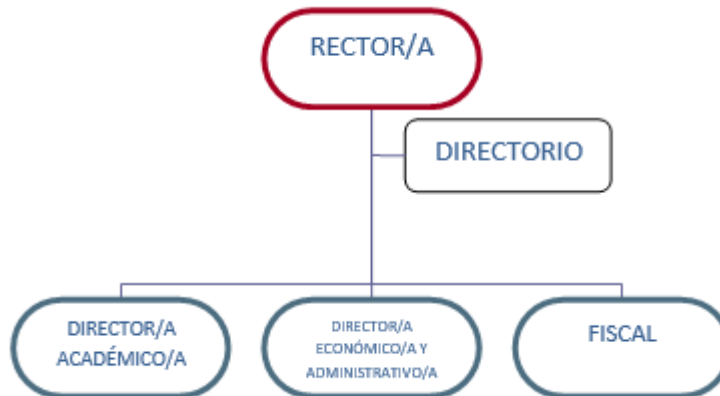 RECTOR/A
DIRECTORIO
DIRECTOR/A
ACADÉMICO/A
DIRECTOR/A
ECONÓMICO/A Y
ADMINISTRATIVO/A
FISCAL